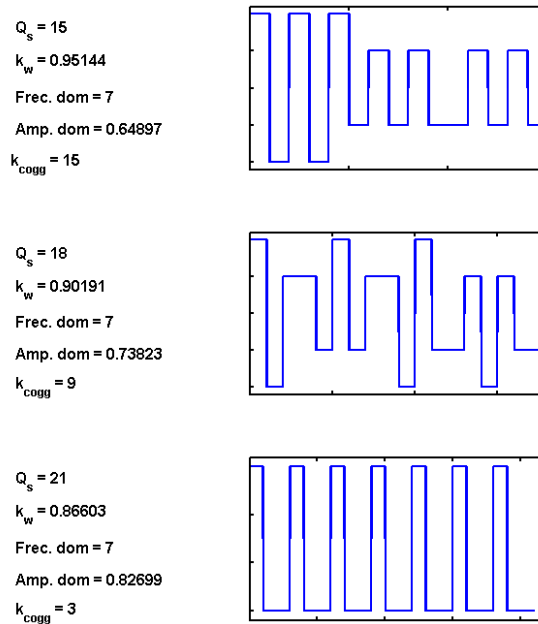 Q_s = 15
k_w = 0.95144
Frec. dom = 7
Amp. dom = 0.64897
k_cogg = 15
Q_s = 18
k_w = 0.90191
Frec. dom = 7
Amp. dom = 0.73823
k_cogg = 9
Q_s = 21
k_w = 0.86603
Frec. dom = 7
Amp. dom = 0.82699
k_cogg = 3